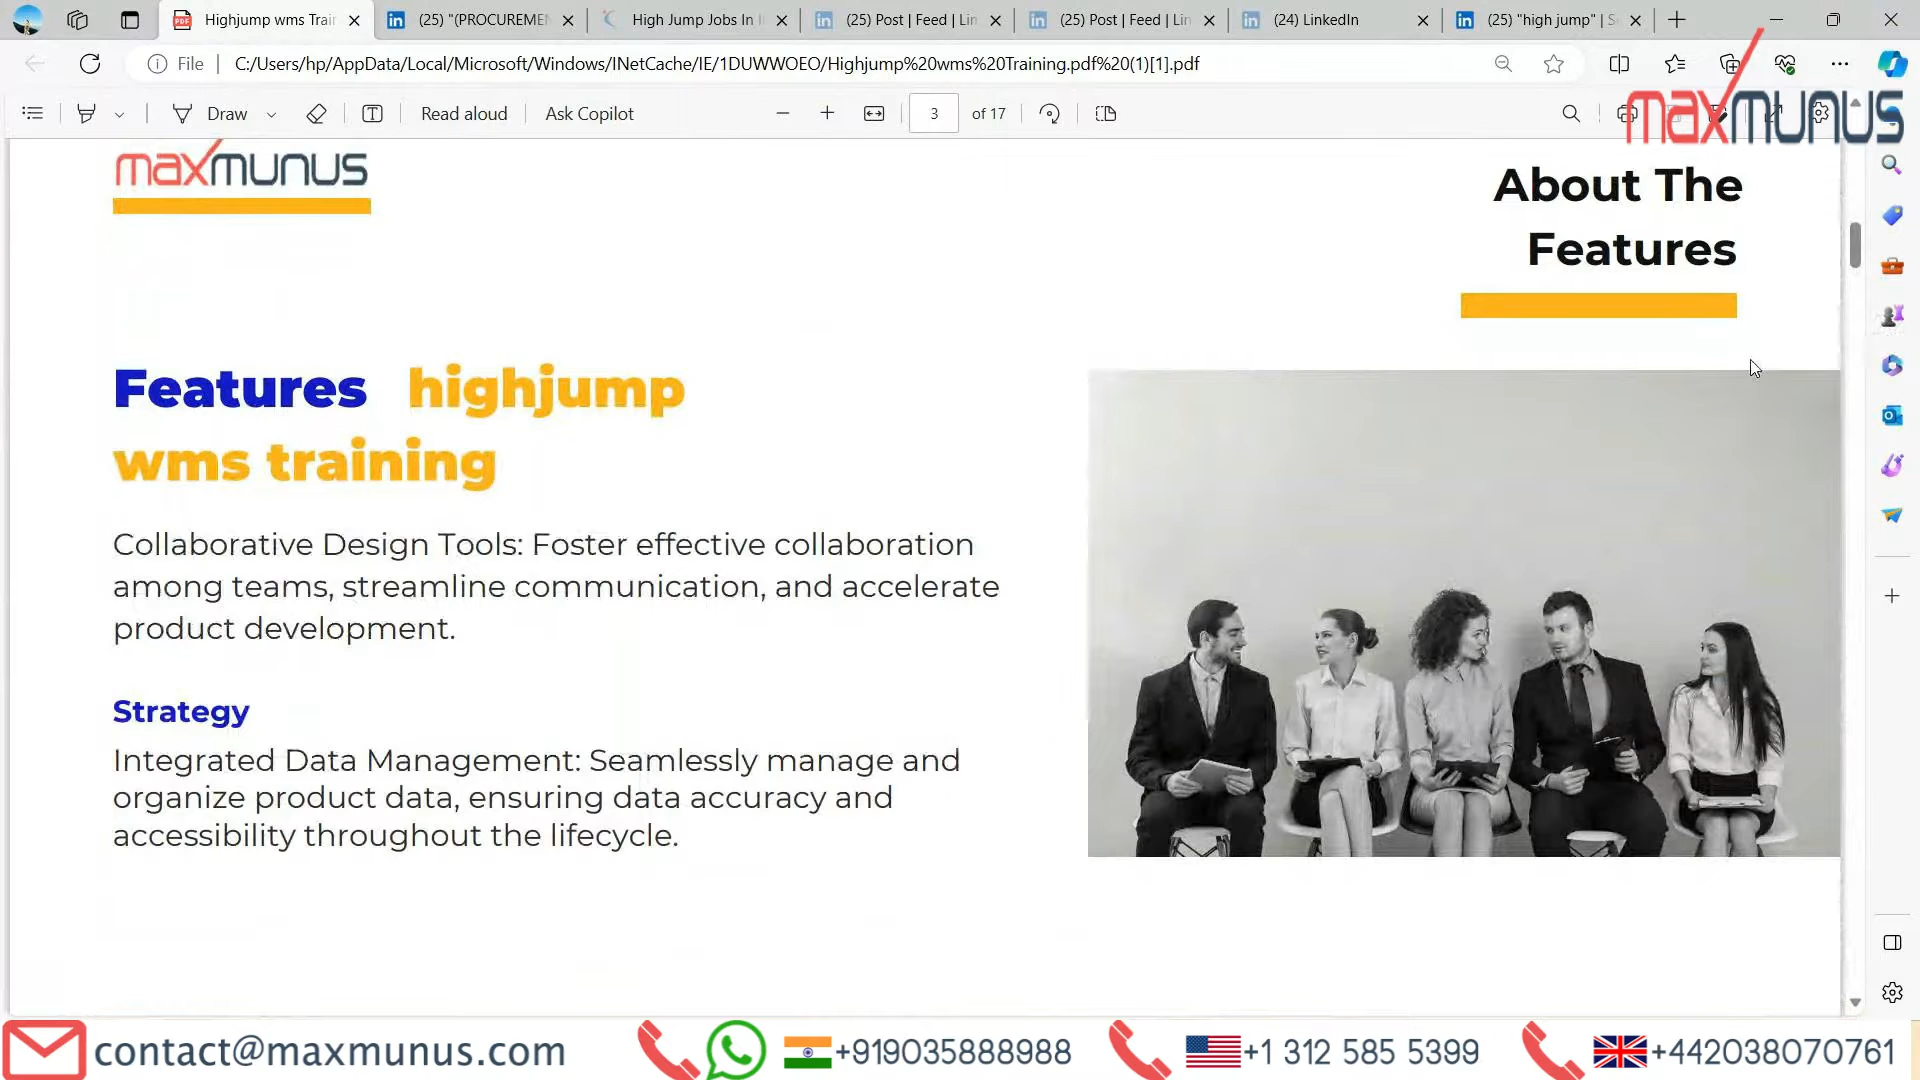 Highjump wms Trair
(25) "(PROCUREMEN
High Jump Jobs In I
(25) Post | Feed | Lin
(25) Post | Feed | Lin
(24) LinkedIn
(25) "high jump" | S
File
C:/Users/hp/AppData/Local/Microsoft/Windows/INetCache/IE/1DUWWOEO/Highjump%20wms%20Training.pdf%20(1)[1].pdf
Draw
Read aloud
Ask Copilot
3 of 17
maxmunus
maxmunus
About The
Features
Features highjump
wms training
Collaborative Design Tools: Foster effective collaboration
among teams, streamline communication, and accelerate
product development.
Strategy
Integrated Data Management: Seamlessly manage and
organize product data, ensuring data accuracy and
accessibility throughout the lifecycle.
contact@maxmunus.com
+919035888988
+1 312 585 5399
+442038070761